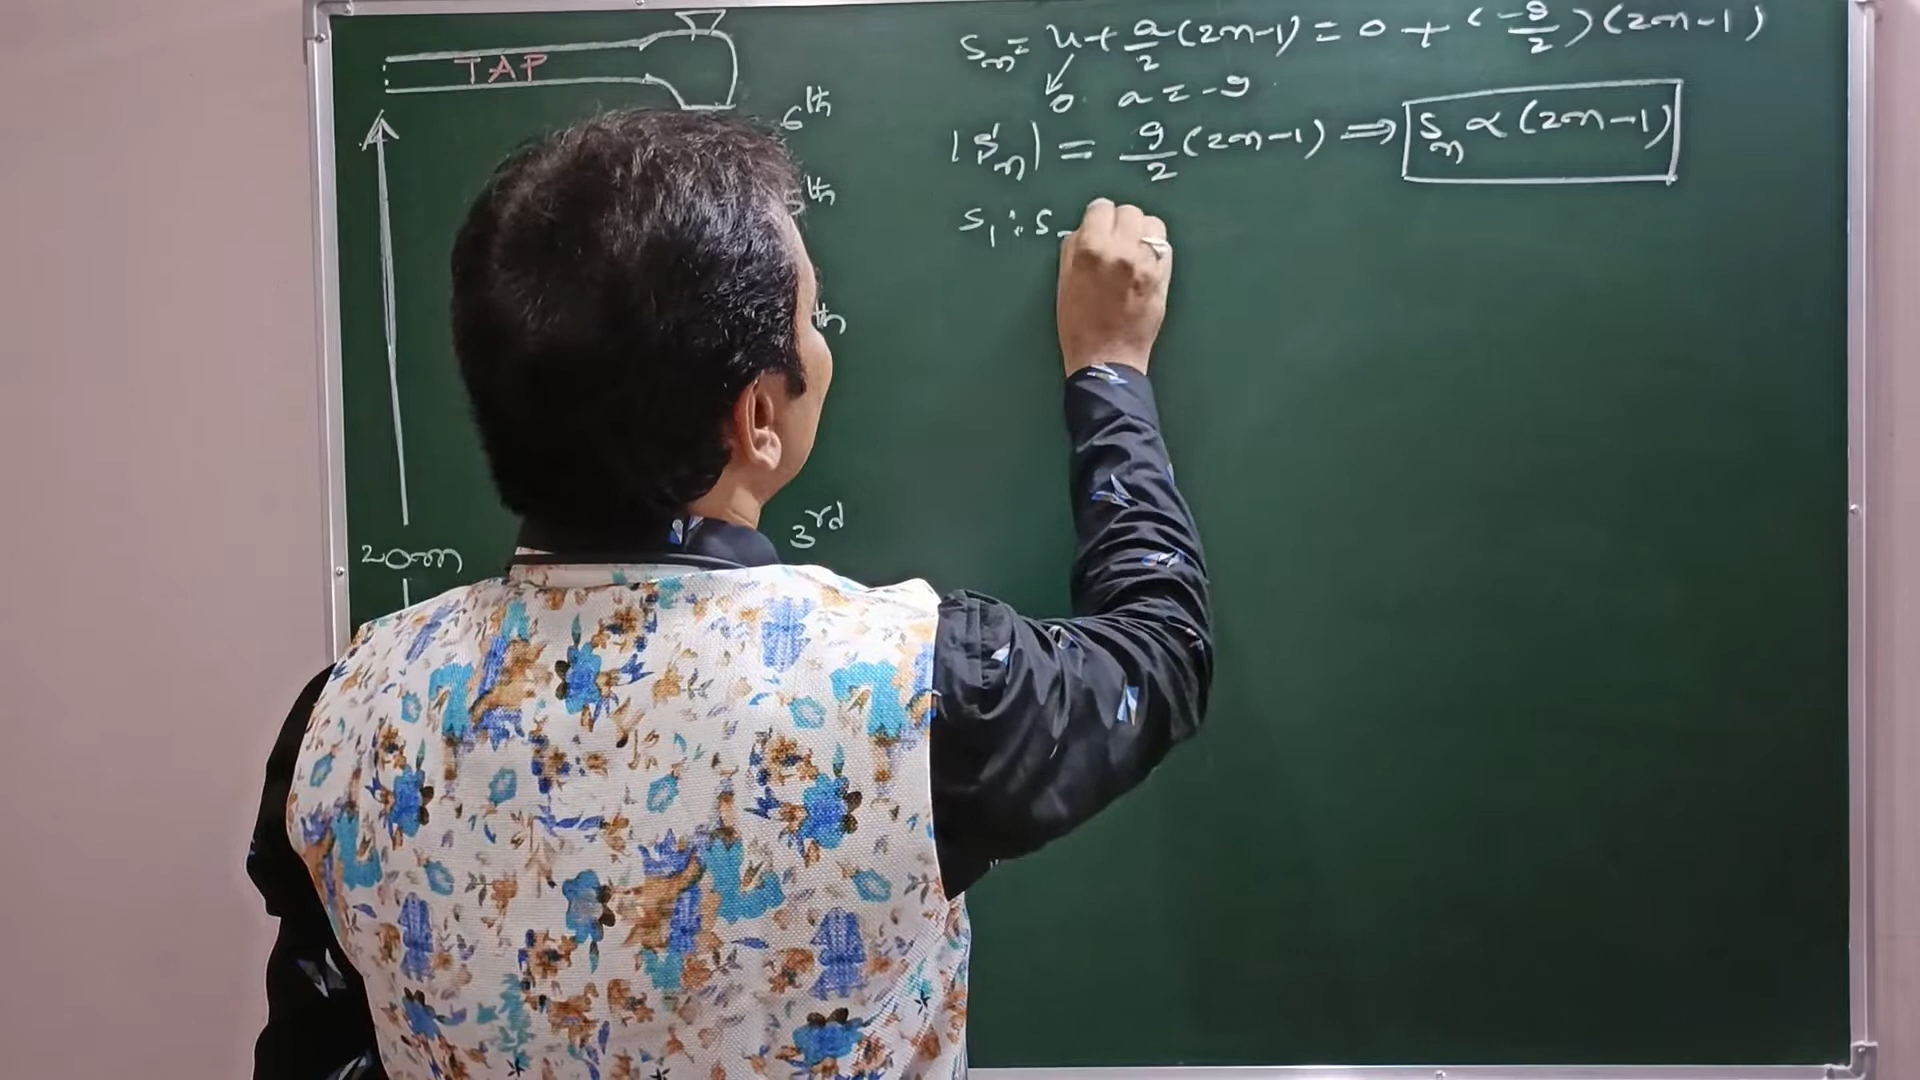 TAP
6th
5th
th
3rd
20m
Sn = u + a/2 (2n-1) = 0 + (-g/2)(2n-1)
0 a = -g
|Sn| = g/2 (2n-1) ⇒ Sn ∝ (2n-1)
S1 : S